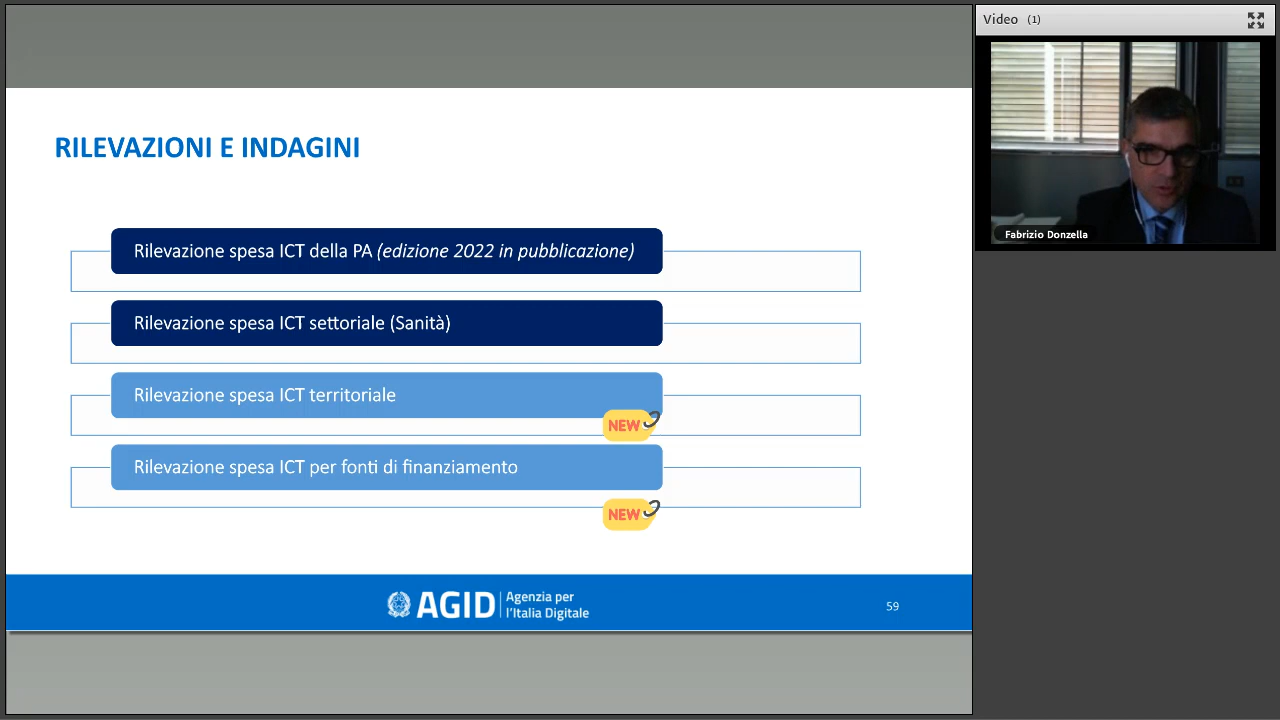 Video (1)
Fabrizio Donzella
RILEVAZIONI E INDAGINI
Rilevazione spesa ICT della PA (edizione 2022 in pubblicazione)
Rilevazione spesa ICT settoriale (Sanità)
Rilevazione spesa ICT territoriale
NEW
Rilevazione spesa ICT per fonti di finanziamento
NEW
AGID
Agenzia per
l'Italia Digitale
59